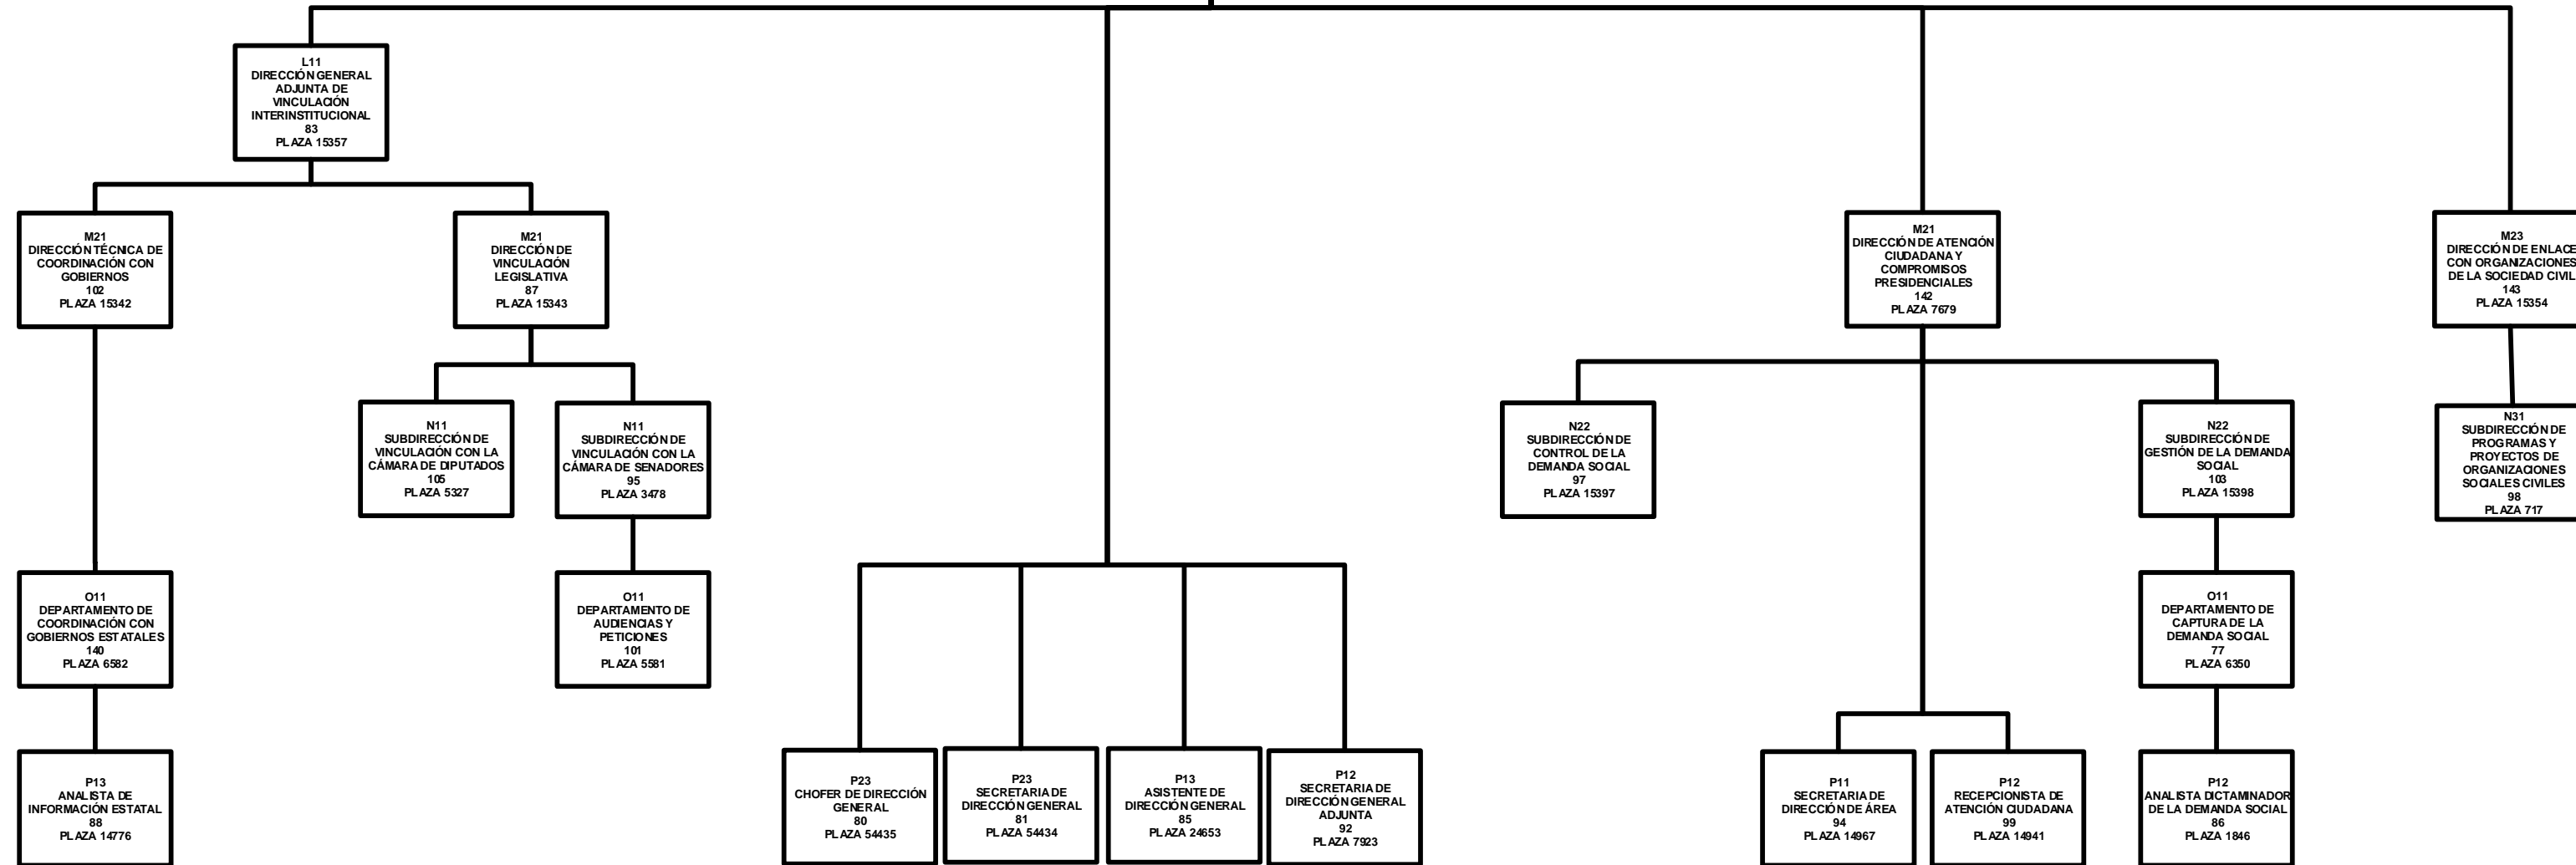 L11
DIRECCIÓN GENERAL
ADJUNTA DE
VINCULACIÓN
INTERINSTITUCIONAL
83
PLAZA 15357
M21
DIRECCIÓN TÉCNICA DE
COORDINACIÓN CON
GOBIERNOS
102
PLAZA 15342
M21
DIRECCIÓN DE
VINCULACIÓN
LEGISLATIVA
87
PLAZA 15343
M21
DIRECCIÓN DE ATENCIÓN
CIUDADANA Y
COMPROMISOS
PRESIDENCIALES
142
PLAZA 7679
M23
DIRECCIÓN DE ENLACE
CON ORGANIZACIONES
DE LA SOCIEDAD CIVIL
143
PLAZA 15354
N11
SUBDIRECCIÓN DE
VINCULACIÓN CON LA
CÁMARA DE DIPUTADOS
105
PLAZA 5327
N11
SUBDIRECCIÓN DE
VINCULACIÓN CON LA
CÁMARA DE SENADORES
95
PLAZA 3478
N22
SUBDIRECCIÓN DE
CONTROL DE LA
DEMANDA SOCIAL
97
PLAZA 15397
N22
SUBDIRECCIÓN DE
GESTIÓN DE LA DEMANDA
SOCIAL
103
PLAZA 15398
N31
SUBDIRECCIÓN DE
PROGRAMAS Y
PROYECTOS DE
ORGANIZACIONES
SOCIALES CIVILES
98
PLAZA 717
O11
DEPARTAMENTO DE
COORDINACIÓN CON
GOBIERNOS ESTATALES
140
PLAZA 6582
O11
DEPARTAMENTO DE
AUDIENCIAS Y
PETICIONES
101
PLAZA 5581
O11
DEPARTAMENTO DE
CAPTURA DE LA
DEMANDA SOCIAL
77
PLAZA 6350
P13
ANALISTA DE
INFORMACIÓN ESTATAL
88
PLAZA 14776
P23
CHOFER DE DIRECCIÓN
GENERAL
80
PLAZA 54435
P23
SECRETARIA DE
DIRECCIÓN GENERAL
81
PLAZA 54434
P13
ASISTENTE DE
DIRECCIÓN GENERAL
85
PLAZA 24653
P12
SECRETARIA DE
DIRECCIÓN GENERAL
ADJUNTA
92
PLAZA 7923
P11
SECRETARIA DE
DIRECCIÓN DE ÁREA
94
PLAZA 14967
P12
RECEPCIONISTA DE
ATENCIÓN CIUDADANA
99
PLAZA 14941
P12
ANALISTA DICTAMINADOR
DE LA DEMANDA SOCIAL
86
PLAZA 1846